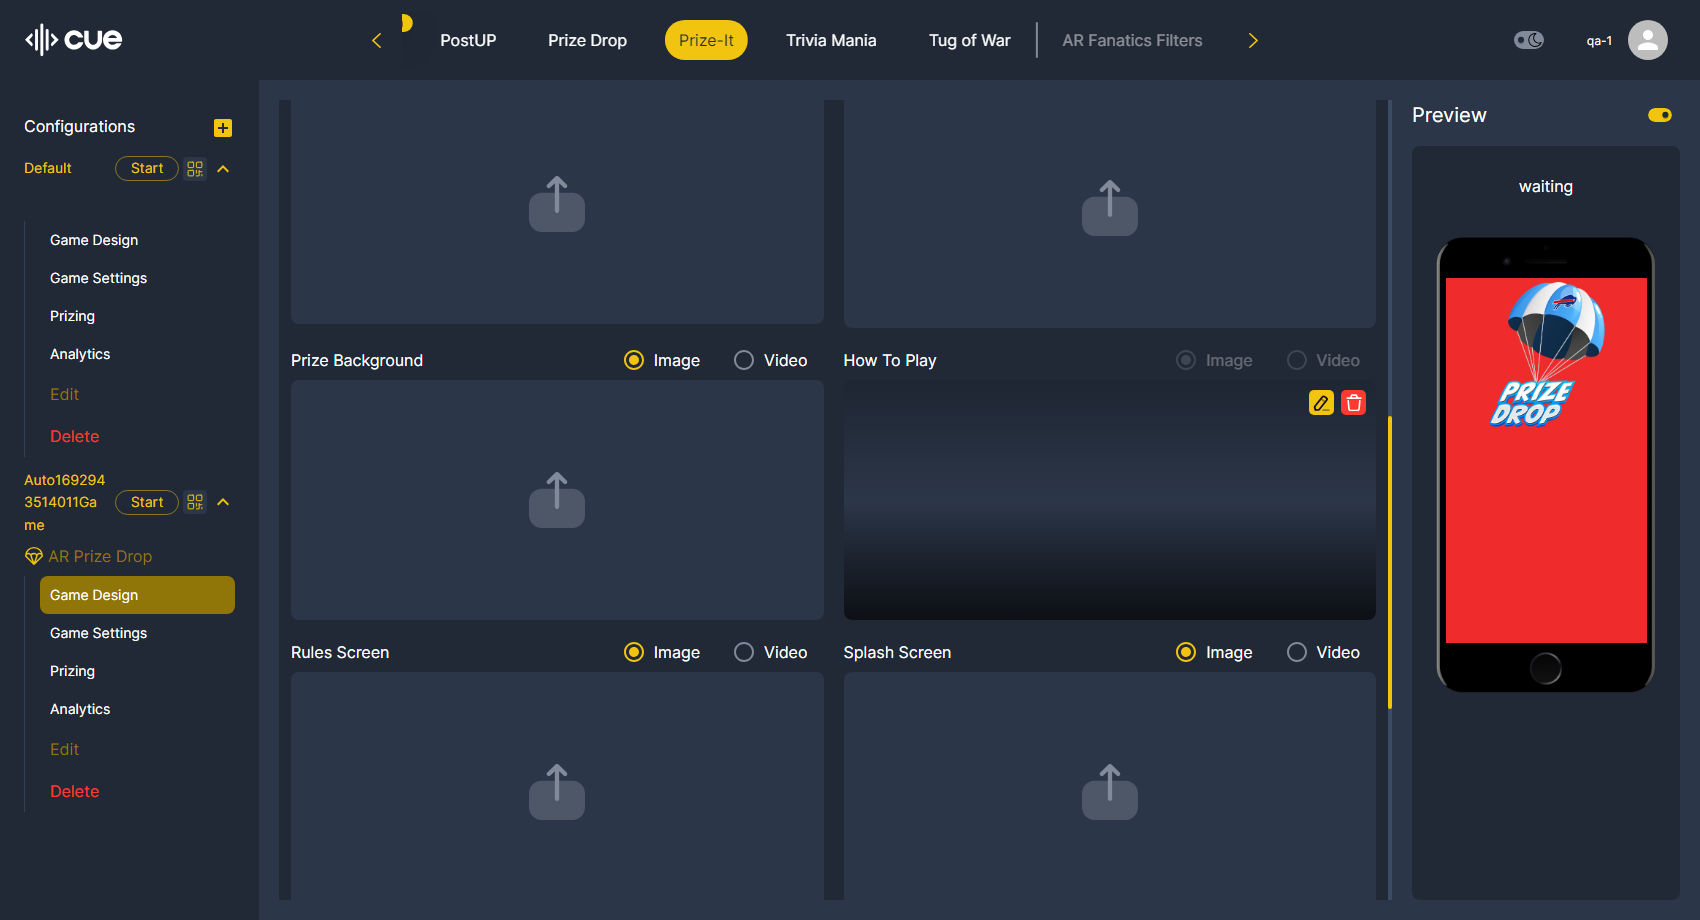 cue
PostUP
Prize Drop
Prize-It
Trivia Mania
Tug of War
AR Fanatics Filters
qa-1
Configurations
Default
Start
Game Design
Game Settings
Prizing
Analytics
Edit
Delete
Auto169294
3514011Ga
me
Start
AR Prize Drop
Game Design
Game Settings
Prizing
Analytics
Edit
Delete
Prize Background
Image
Video
How To Play
Image
Video
Rules Screen
Image
Video
Splash Screen
Image
Video
Preview
waiting
PRIZE
DROP